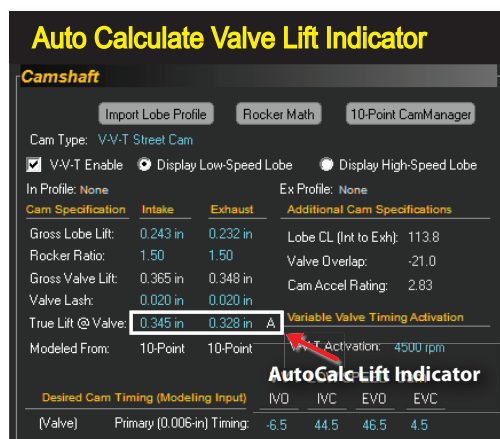 Auto Calculate Valve Lift Indicator
Camshaft
Import Lobe Profile Rocker Math 10-Point CamManager
Cam Type: V-V-T Street Cam
V-V-T Enable Display Low-Speed Lobe Display High-Speed Lobe
In Profile: None Ex Profile: None
Cam Specification Intake Exhaust Additional Cam Specifications
Gross Lobe Lift: 0.243 in 0.232 in Lobe CL (Int to Exh): 113.8
Rocker Ratio: 1.50 1.50 Valve Overlap: -21.0
Gross Valve Lift: 0.365 in 0.348 in Cam Accel Rating: 2.83
Valve Lash: 0.020 in 0.020 in
True Lift @ Valve: 0.345 in 0.328 in A Variable Valve Timing Activation
Modeled From: 10-Point 10-Point Activation: 4500 rpm
AutoCalc Lift Indicator
Desired Cam Timing (Modeling Input) IVO IVC EVO EVC
(Valve) Primary (0.006-in) Timing: -6.5 44.5 46.5 4.5